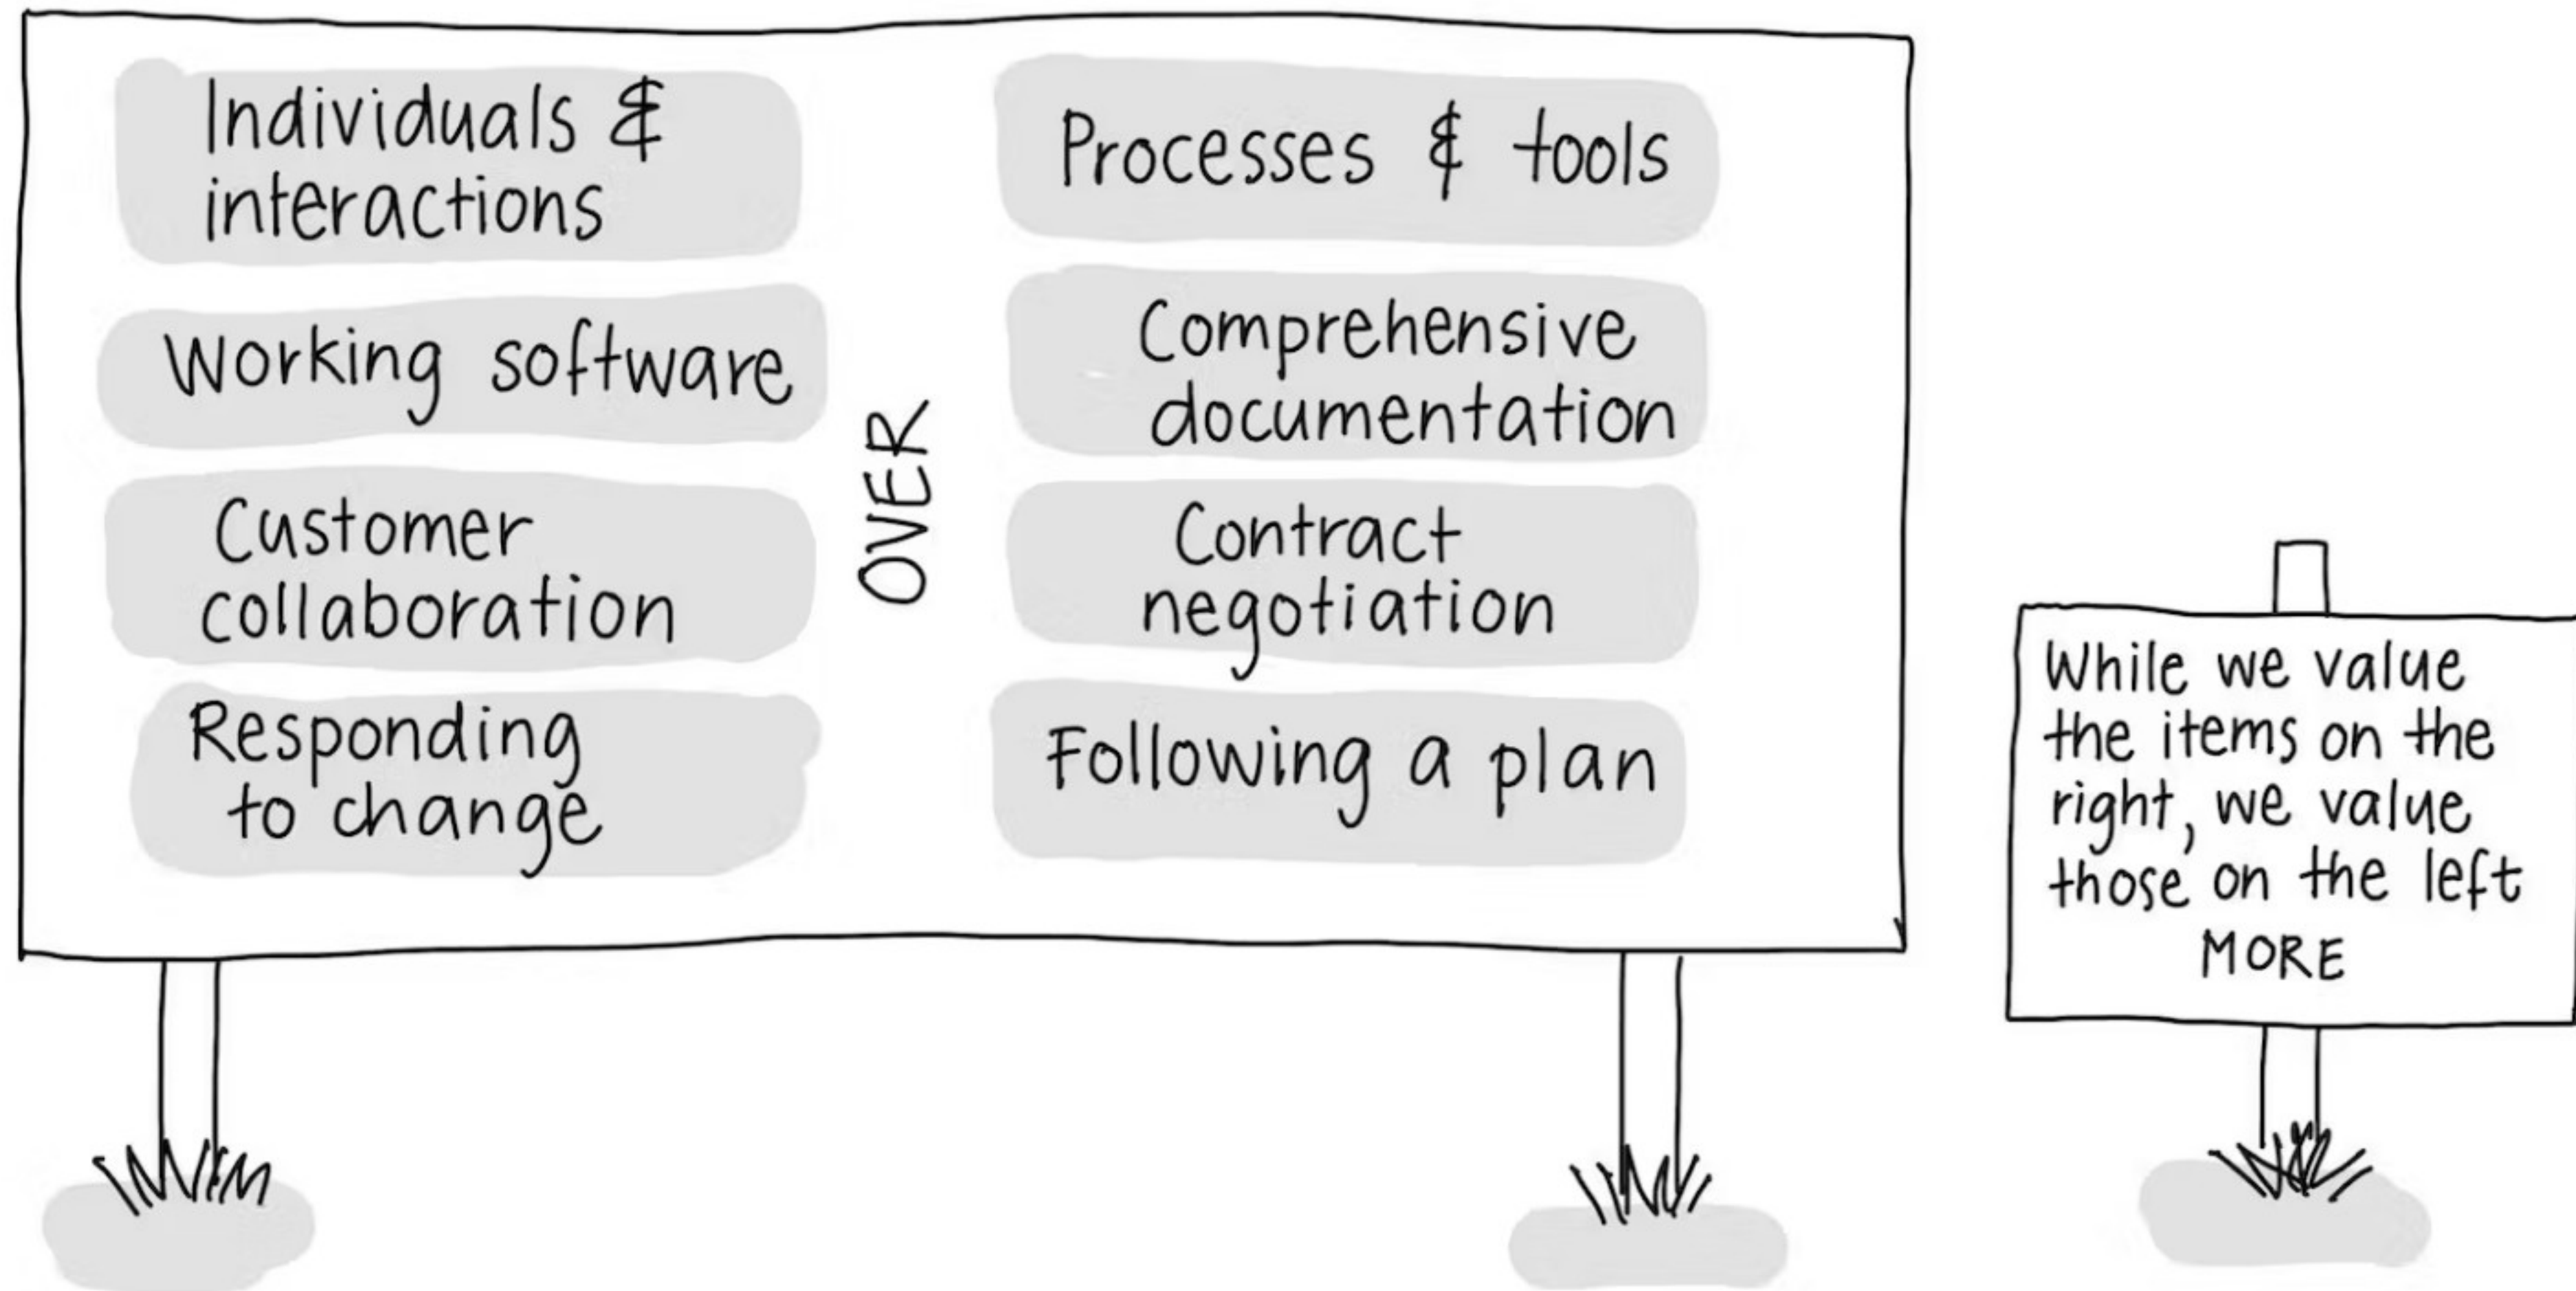 Individuals &
interactions
Working software
Customer
collaboration
Responding
to change
OVER
Processes & tools
Comprehensive
documentation
Contract
negotiation
Following a plan
While we value
the items on the
right, we value
those on the left
MORE